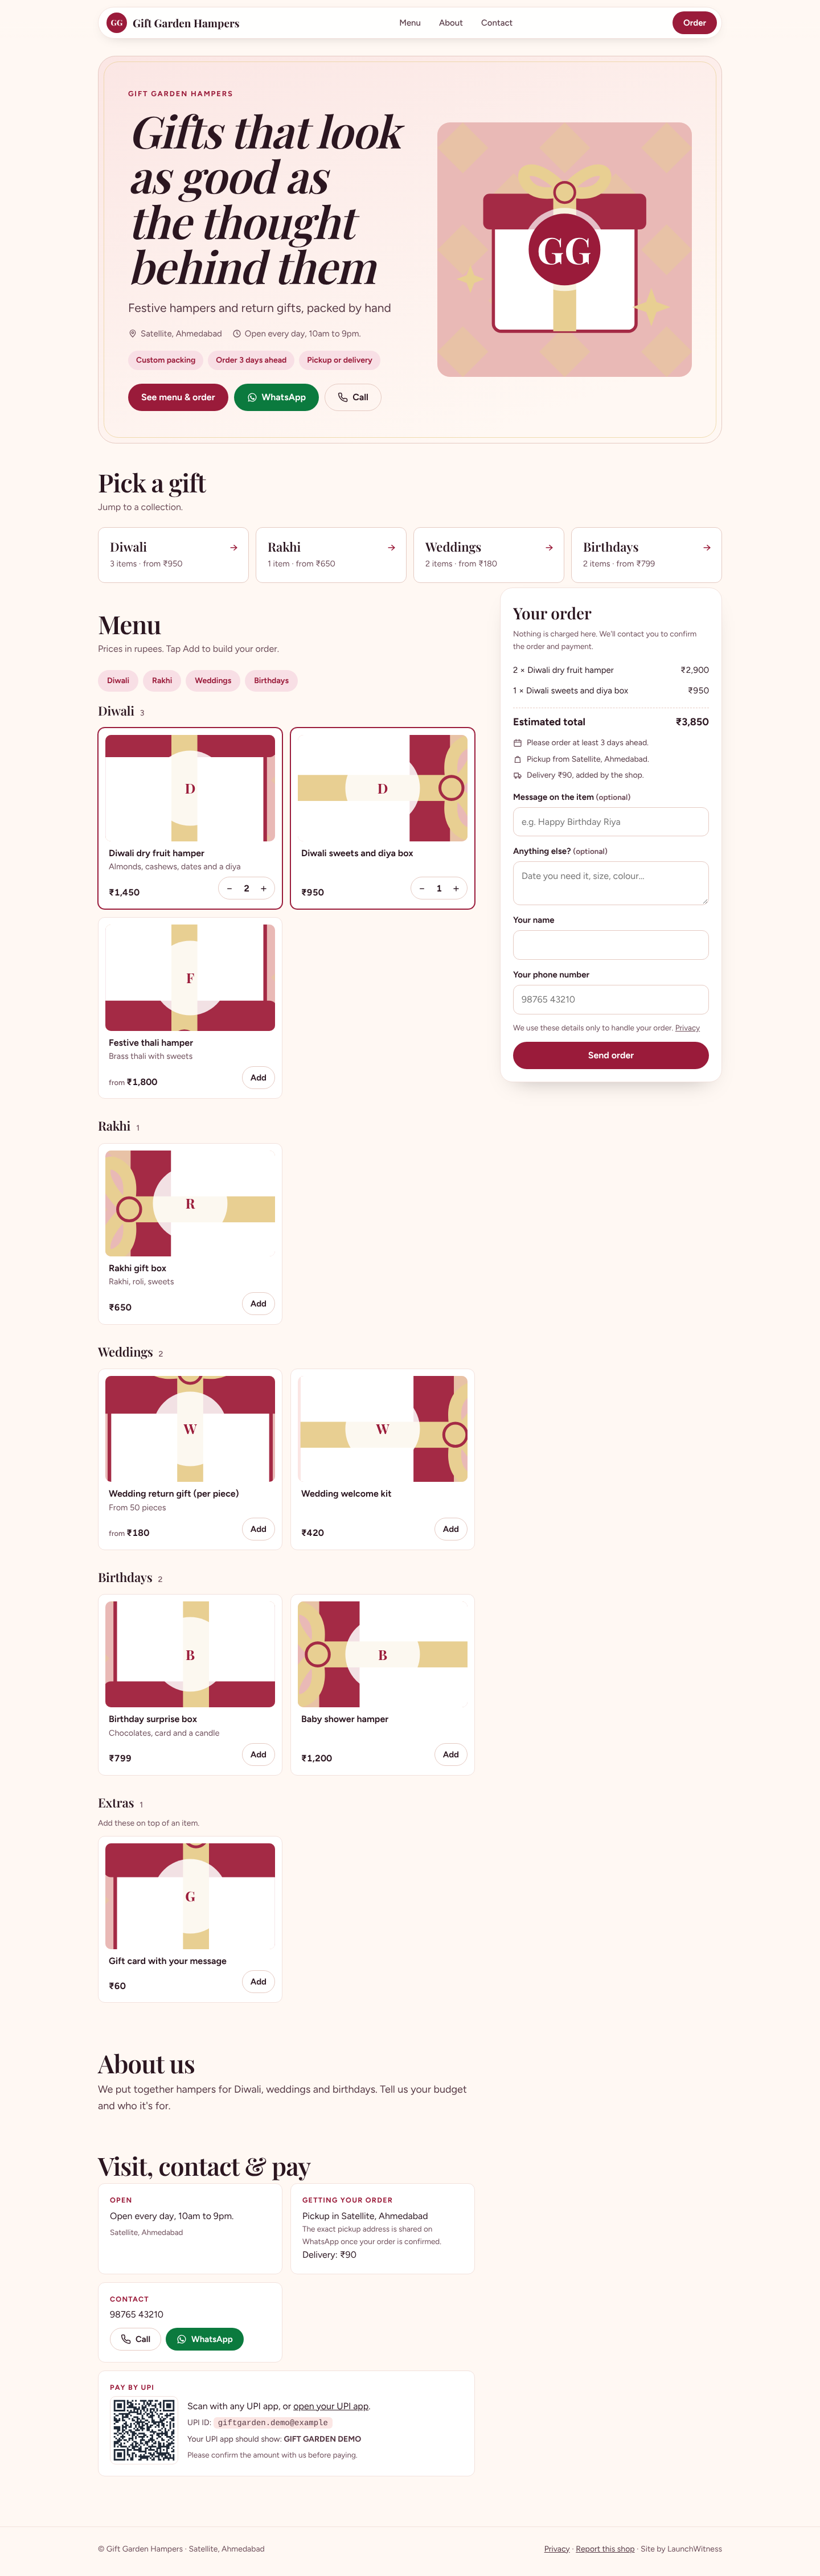 GG Gift Garden Hampers
Menu About Contact
Order
GIFT GARDEN HAMPERS
Gifts that look
as good as
the thought
behind them
Festive hampers and return gifts, packed by hand
Satellite, Ahmedabad Open every day, 10am to 9pm.
Custom packing Order 3 days ahead Pickup or delivery
See menu & order WhatsApp Call
GG
Pick a gift
Jump to a collection.
Diwali →
3 items · from ₹950
Rakhi →
1 item · from ₹650
Weddings →
2 items · from ₹180
Birthdays →
2 items · from ₹799
Menu
Prices in rupees. Tap Add to build your order.
Diwali Rakhi Weddings Birthdays
Diwali 3
D
Diwali dry fruit hamper
Almonds, cashews, dates and a diya
₹1,450 − 2 +
D
Diwali sweets and diya box
₹950 − 1 +
F
Festive thali hamper
Brass thali with sweets
from ₹1,800 Add
Rakhi 1
R
Rakhi gift box
Rakhi, roli, sweets
₹650 Add
Weddings 2
W
Wedding return gift (per piece)
From 50 pieces
from ₹180 Add
W
Wedding welcome kit
₹420 Add
Birthdays 2
B
Birthday surprise box
Chocolates, card and a candle
₹799 Add
B
Baby shower hamper
₹1,200 Add
Extras 1
Add these on top of an item.
G
Gift card with your message
₹60 Add
Your order
Nothing is charged here. We'll contact you to confirm
the order and payment.
2 × Diwali dry fruit hamper ₹2,900
1 × Diwali sweets and diya box ₹950
Estimated total ₹3,850
Please order at least 3 days ahead.
Pickup from Satellite, Ahmedabad.
Delivery ₹90, added by the shop.
Message on the item (optional)
e.g. Happy Birthday Riya
Anything else? (optional)
Date you need it, size, colour...
Your name
Your phone number
98765 43210
We use these details only to handle your order. Privacy
Send order
About us
We put together hampers for Diwali, weddings and birthdays. Tell us your budget
and who it's for.
Visit, contact & pay
OPEN
Open every day, 10am to 9pm.
Satellite, Ahmedabad
GETTING YOUR ORDER
Pickup in Satellite, Ahmedabad
The exact pickup address is shared on
WhatsApp once your order is confirmed.
Delivery: ₹90
CONTACT
98765 43210
Call WhatsApp
PAY BY UPI
Scan with any UPI app, or open your UPI app.
UPI ID: giftgarden.demo@example
Your UPI app should show: GIFT GARDEN DEMO
Please confirm the amount with us before paying.
© Gift Garden Hampers · Satellite, Ahmedabad
Privacy · Report this shop · Site by LaunchWitness